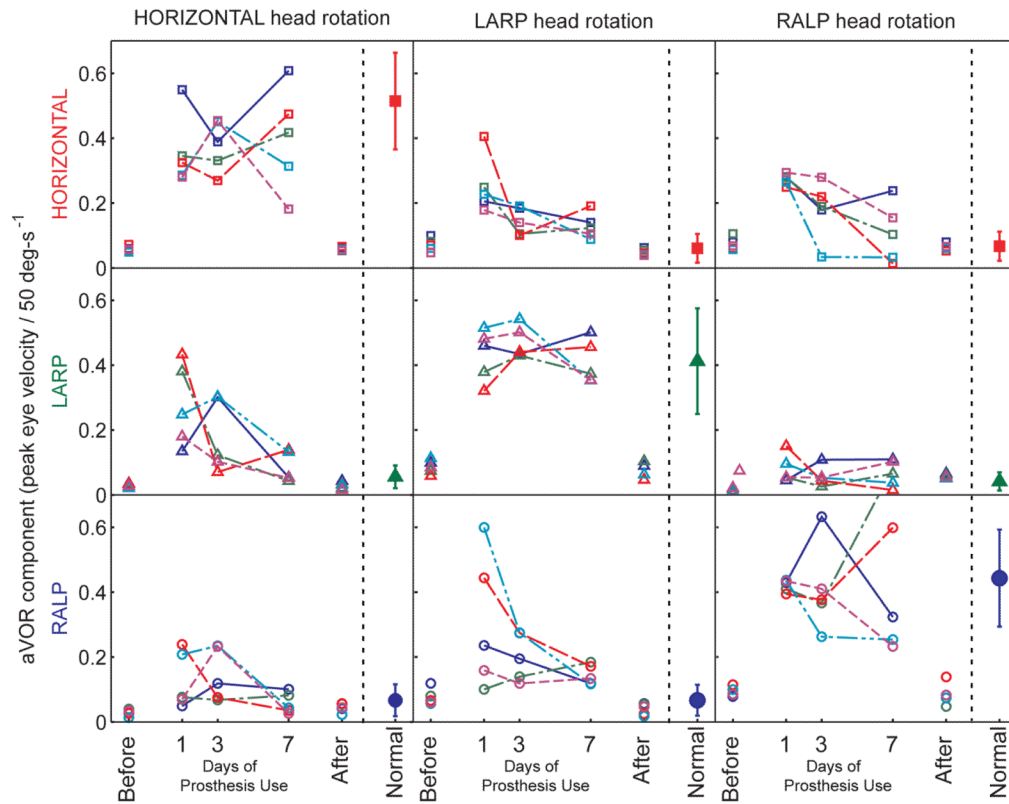 HORIZONTAL head rotation
LARP head rotation
RALP head rotation
aVOR component (peak eye velocity / 50 deg-s⁻¹)
HORIZONTAL
0.6
0.4
0.2
0
LARP
0.6
0.4
0.2
0
RALP
0.6
0.4
0.2
0
Before
1
3
7
After
Normal
Days of
Prosthesis Use
Before
1
3
7
After
Normal
Days of
Prosthesis Use
Before
1
3
7
After
Normal
Days of
Prosthesis Use